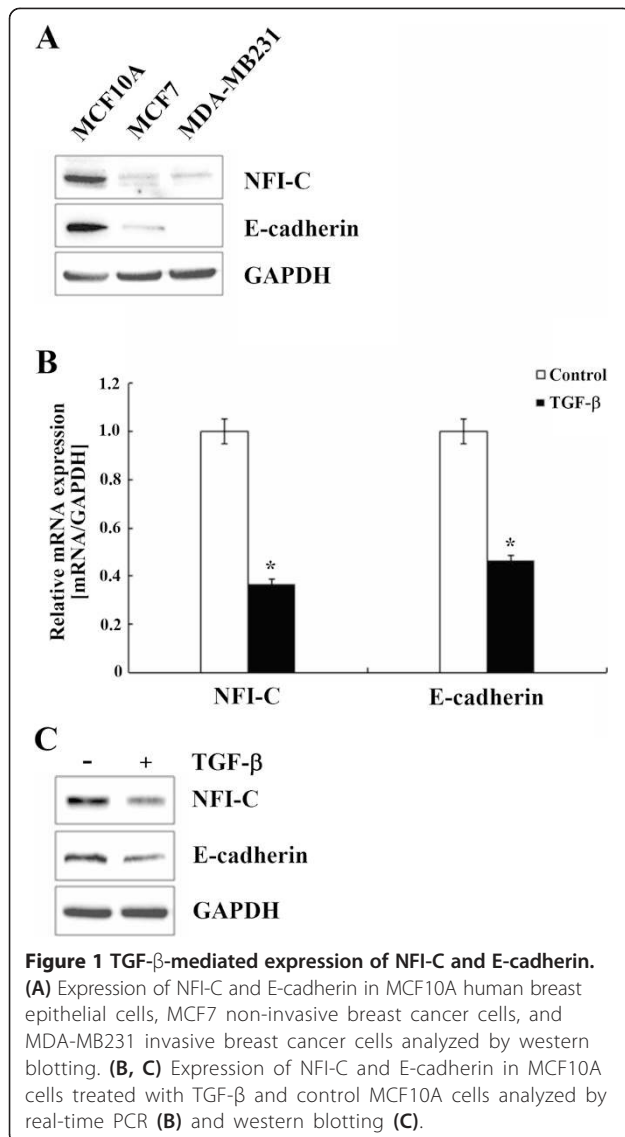 A
MCF10A MCF7 MDA-MB231
NFI-C
E-cadherin
GAPDH
B
Relative mRNA expression
[mRNA/GAPDH]
1.2
1.0
0.8
0.6
0.4
0.2
0
□ Control
■ TGF-β
* *
NFI-C E-cadherin
C
- + TGF-β
NFI-C
E-cadherin
GAPDH
Figure 1 TGF-β-mediated expression of NFI-C and E-cadherin.
(A) Expression of NFI-C and E-cadherin in MCF10A human breast
epithelial cells, MCF7 non-invasive breast cancer cells, and
MDA-MB231 invasive breast cancer cells analyzed by western
blotting. (B, C) Expression of NFI-C and E-cadherin in MCF10A
cells treated with TGF-β and control MCF10A cells analyzed by
real-time PCR (B) and western blotting (C).